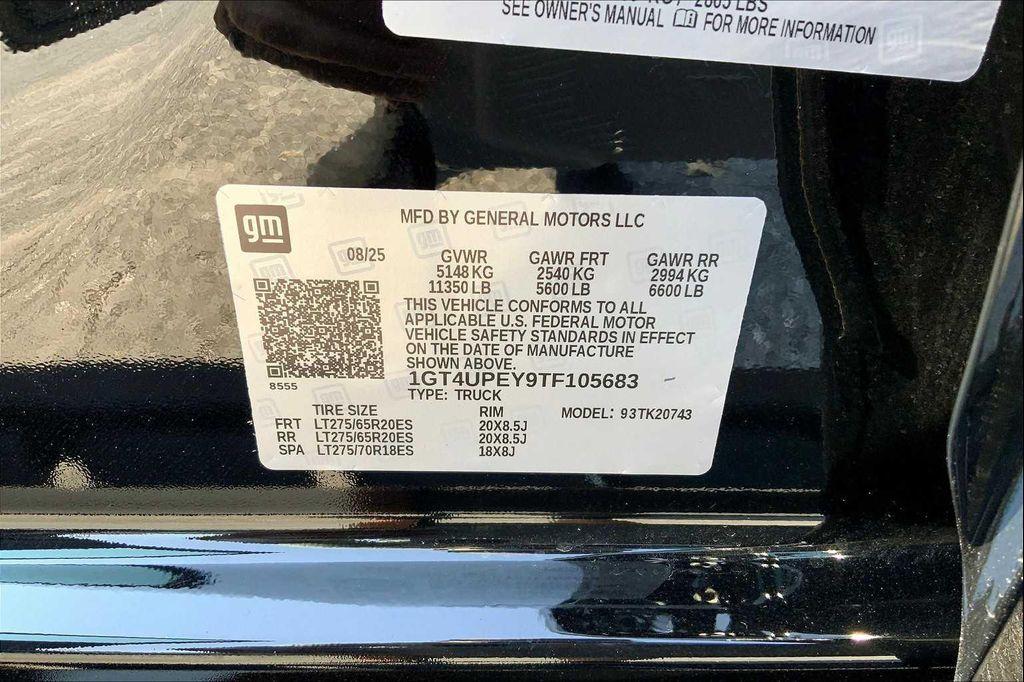 SEE OWNER'S MANUAL FOR MORE INFORMATION
gm
MFD BY GENERAL MOTORS LLC
08/25 GVWR GAWR FRT GAWR RR
5148 KG 2540 KG 2994 KG
11350 LB 5600 LB 6600 LB
THIS VEHICLE CONFORMS TO ALL
APPLICABLE U.S. FEDERAL MOTOR
VEHICLE SAFETY STANDARDS IN EFFECT
ON THE DATE OF MANUFACTURE
SHOWN ABOVE.
8555
1GT4UPEY9TF105683
TYPE: TRUCK
TIRE SIZE RIM MODEL: 93TK20743
FRT LT275/65R20ES 20X8.5J
RR LT275/65R20ES 20X8.5J
SPA LT275/70R18ES 18X8J